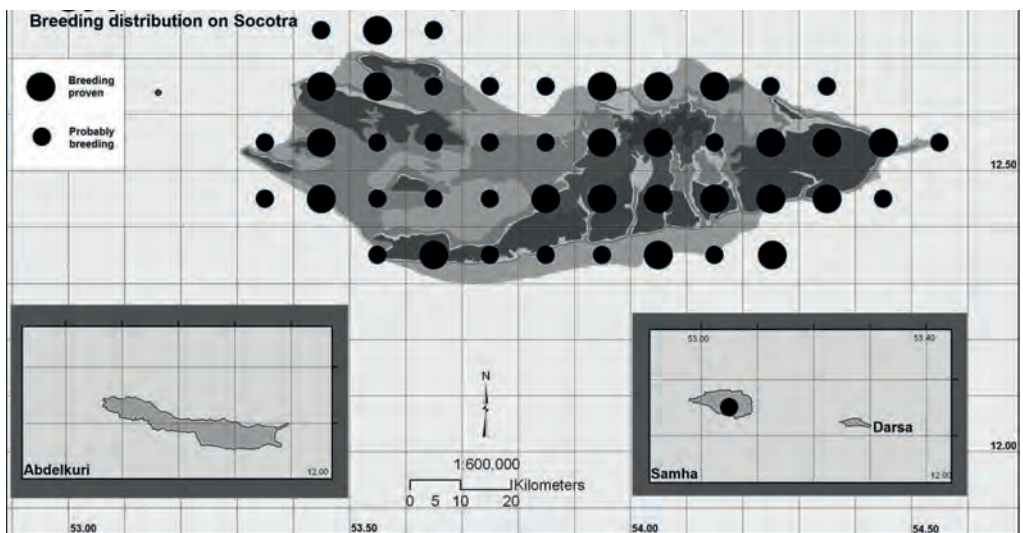 Breeding distribution on Socotra
Breeding
proven
Probably
breeding
12.50
53.00
53.40
Darsa
Samha
12.00
Abdelkuri
12.00
N
1:600,000
Kilometers
0 5 10 20
12.00
53.00
53.50
54.00
54.50